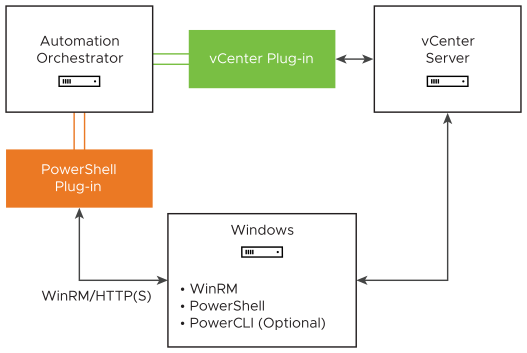 Automation
Orchestrator
vCenter Plug-in
vCenter
Server
PowerShell
Plug-in
WinRM/HTTP(S)
Windows
• WinRM
• PowerShell
• PowerCLI (Optional)